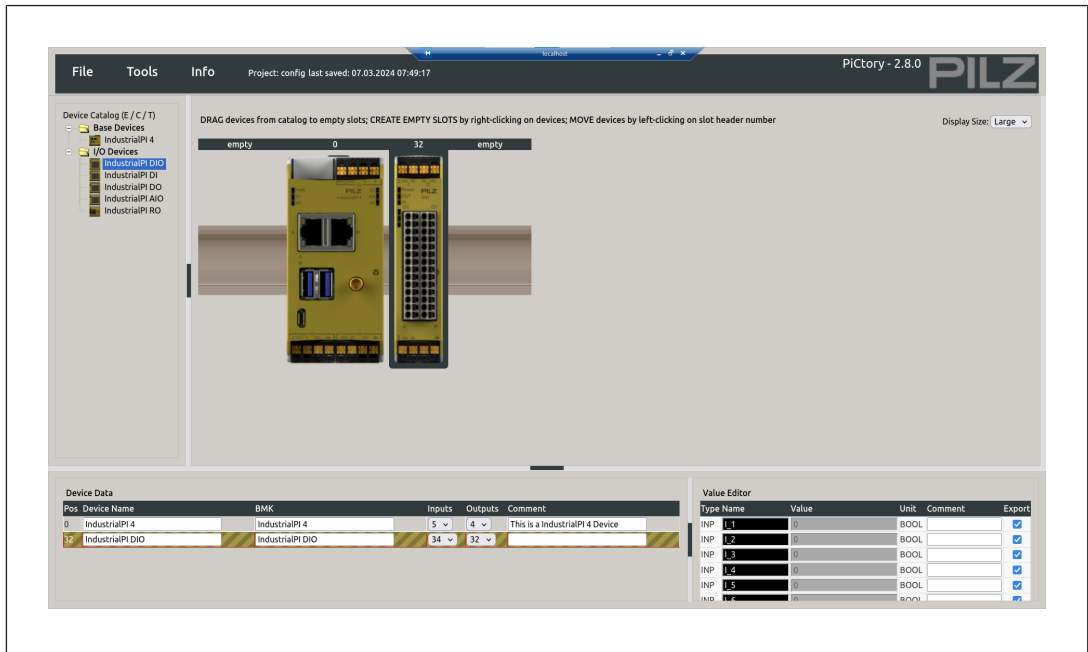 localhost
File Tools Info Project: config last saved: 07.03.2024 07:49:17 PiCtory - 2.8.0 PILZ
Device Catalog (E / C / T)
Base Devices
IndustrialPI 4
I/O Devices
IndustrialPI DIO
IndustrialPI DI
IndustrialPI DO
IndustrialPI AIO
IndustrialPI RO
DRAG devices from catalog to empty slots; CREATE EMPTY SLOTS by right-clicking on devices; MOVE devices by left-clicking on slot header number
Display Size: Large
empty 0 32 empty
PILZ PILZ
Device Data
Pos Device Name BMK Inputs Outputs Comment
0 IndustrialPI 4 IndustrialPI 4 5 4 This is a IndustrialPI 4 Device
32 IndustrialPI DIO IndustrialPI DIO 34 32
Value Editor
Type Name Value Unit Comment Export
INP I_1 0 BOOL
INP I_2 0 BOOL
INP I_3 0 BOOL
INP I_4 0 BOOL
INP I_5 0 BOOL
INP I_6 0 BOOL